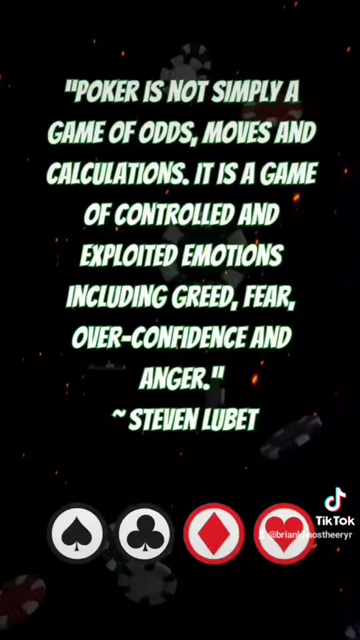 "POKER IS NOT SIMPLY A
GAME OF ODDS, MOVES AND
CALCULATIONS. IT IS A GAME
OF CONTROLLED AND
EXPLOITED EMOTIONS
INCLUDING GREED, FEAR,
OVER-CONFIDENCE AND
ANGER."
~ STEVEN LUBET
TikTok